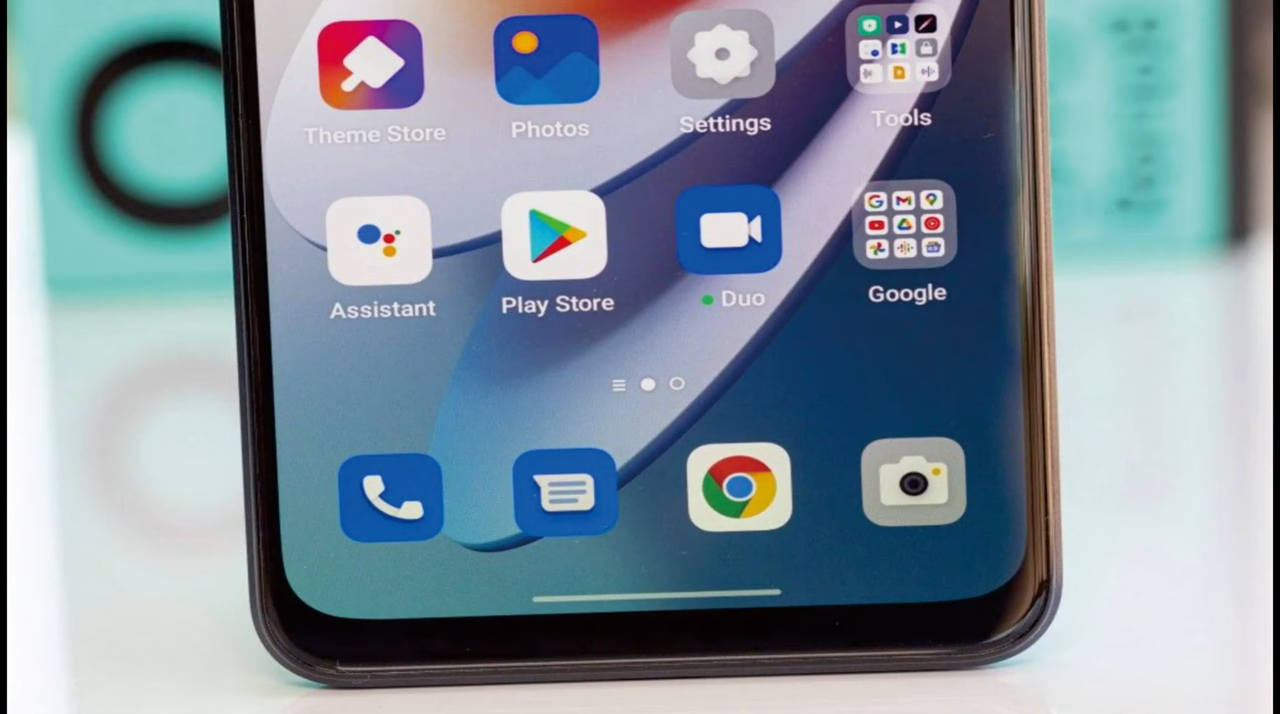 Theme Store
Photos
Settings
Tools
Assistant
Play Store
Duo
Google